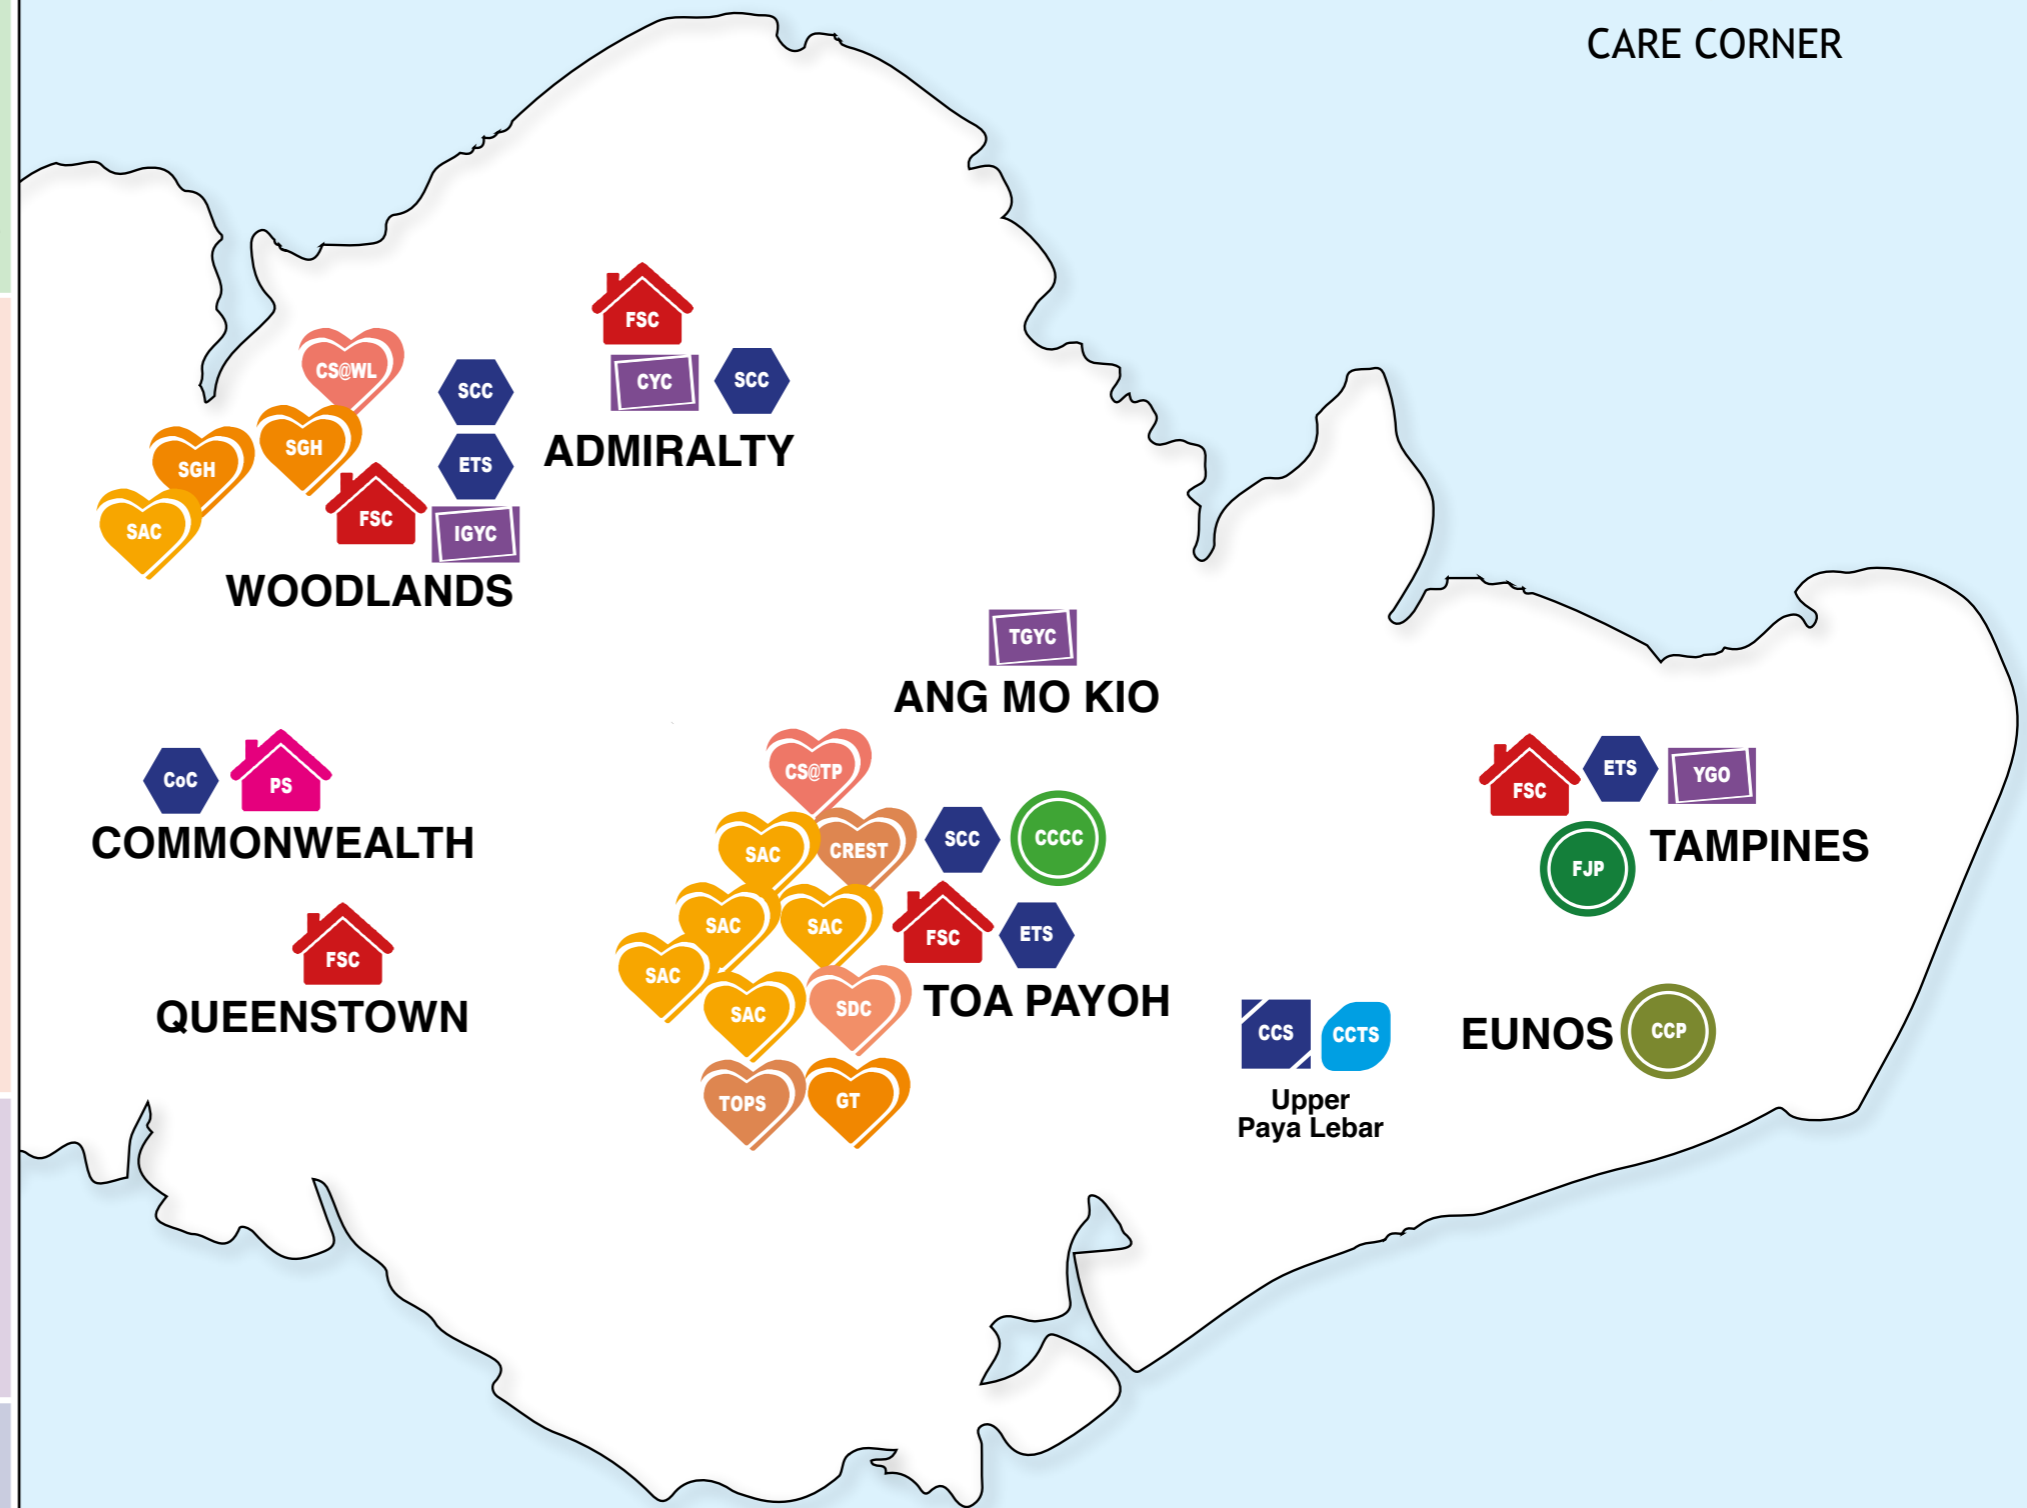 CARE CORNER
FSC
CYC
SCC
ADMIRALTY
CS@WL
SCC
SGH
SGH
ETS
SAC
FSC
IGYC
WOODLANDS
TGYC
ANG MO KIO
CoC
PS
COMMONWEALTH
FSC
QUEENSTOWN
CS@TP
SAC
CREST
SCC
CCCC
SAC
SAC
FSC
ETS
SAC
SAC
SDC
TOA PAYOH
TOPS
GT
FSC
ETS
YGO
FJP
TAMPINES
CCS
CCTS
Upper
Paya Lebar
EUNOS
CCP